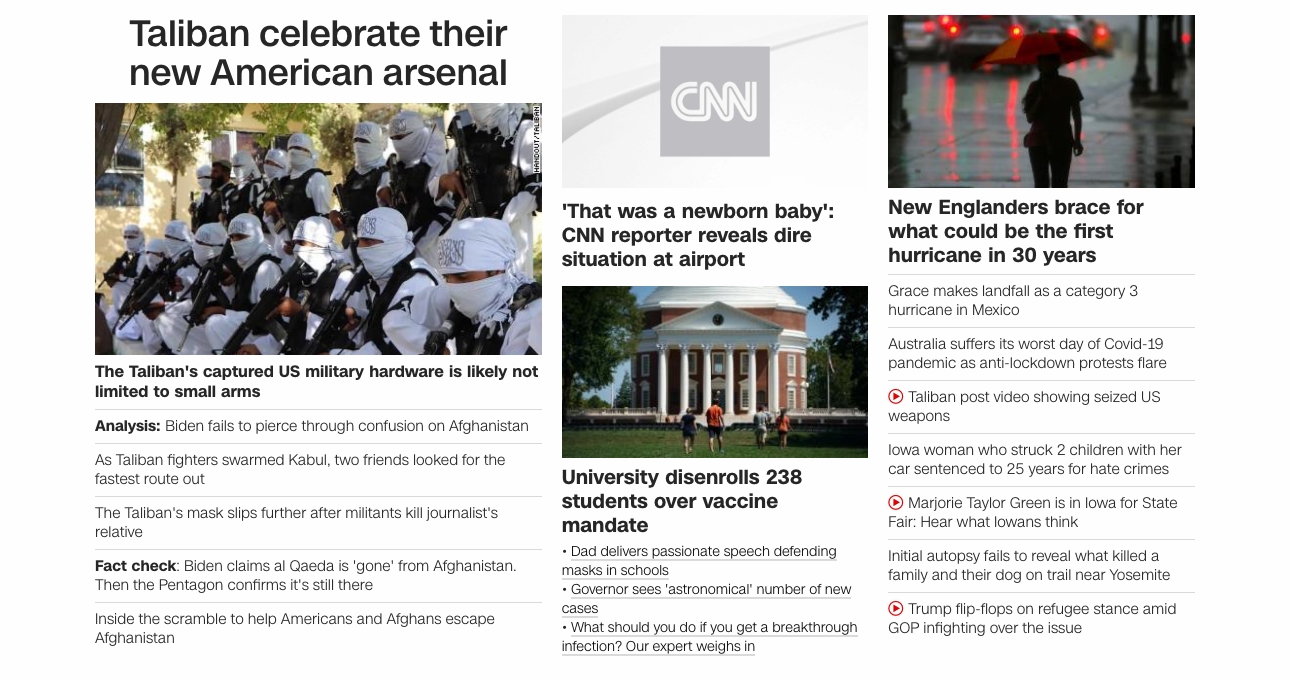 Taliban celebrate their
new American arsenal
HANDOUT/TALIBAN
The Taliban's captured US military hardware is likely not
limited to small arms
Analysis: Biden fails to pierce through confusion on Afghanistan
As Taliban fighters swarmed Kabul, two friends looked for the
fastest route out
The Taliban's mask slips further after militants kill journalist's
relative
Fact check: Biden claims al Qaeda is 'gone' from Afghanistan.
Then the Pentagon confirms it's still there
Inside the scramble to help Americans and Afghans escape
Afghanistan
CNN
'That was a newborn baby':
CNN reporter reveals dire
situation at airport
University disenrolls 238
students over vaccine
mandate
• Dad delivers passionate speech defending
masks in schools
• Governor sees 'astronomical' number of new
cases
• What should you do if you get a breakthrough
infection? Our expert weighs in
New Englanders brace for
what could be the first
hurricane in 30 years
Grace makes landfall as a category 3
hurricane in Mexico
Australia suffers its worst day of Covid-19
pandemic as anti-lockdown protests flare
Taliban post video showing seized US
weapons
Iowa woman who struck 2 children with her
car sentenced to 25 years for hate crimes
Marjorie Taylor Green is in Iowa for State
Fair: Hear what Iowans think
Initial autopsy fails to reveal what killed a
family and their dog on trail near Yosemite
Trump flip-flops on refugee stance amid
GOP infighting over the issue